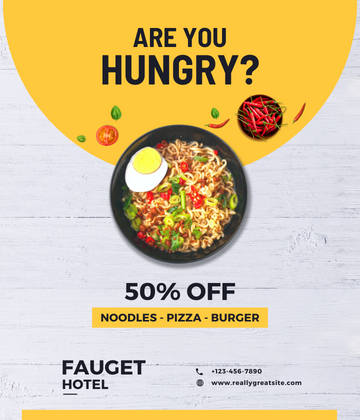 ARE YOU
HUNGRY?
50% OFF
NOODLES - PIZZA - BURGER
FAUGET
HOTEL
+123-456-7890
www.reallygreatsite.com